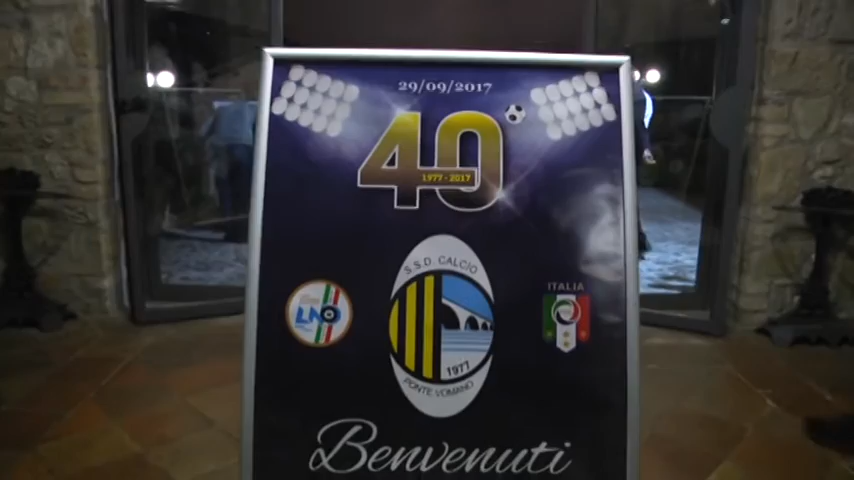 29/09/2017
40°
1977 - 2017
S.S.D CALCIO
1977
PONTE VOMANO
LND
ITALIA
Benvenuti